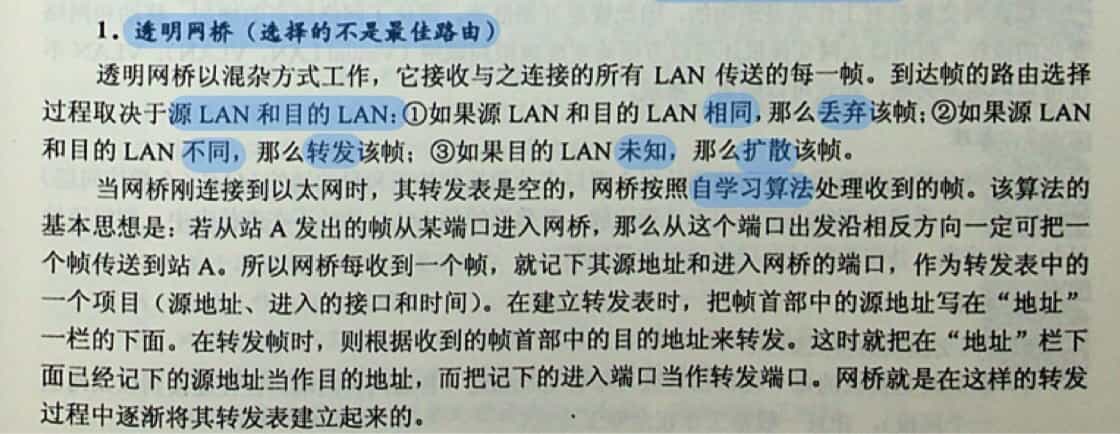 1. 透明网桥（选择的不是最佳路由）
透明网桥以混杂方式工作，它接收与之连接的所有 LAN 传送的每一帧。到达帧的路由选择
过程取决于源 LAN 和目的 LAN：①如果源 LAN 和目的 LAN 相同，那么丢弃该帧；②如果源 LAN
和目的 LAN 不同，那么转发该帧；③如果目的 LAN 未知，那么扩散该帧。
当网桥刚连接到以太网时，其转发表是空的，网桥按照自学习算法处理收到的帧。该算法的
基本思想是：若从站 A 发出的帧从某端口进入网桥，那么从这个端口出发沿相反方向一定可把一
个帧传送到站 A。所以网桥每收到一个帧，就记下其源地址和进入网桥的端口，作为转发表中的
一个项目（源地址、进入的接口和时间）。在建立转发表时，把帧首部中的源地址写在“地址”
一栏的下面。在转发帧时，则根据收到的帧首部中的目的地址来转发。这时就把在“地址”栏下
面已经记下的源地址当作目的地址，而把记下的进入端口当作转发端口。网桥就是在这样的转发
过程中逐渐将其转发表建立起来的。